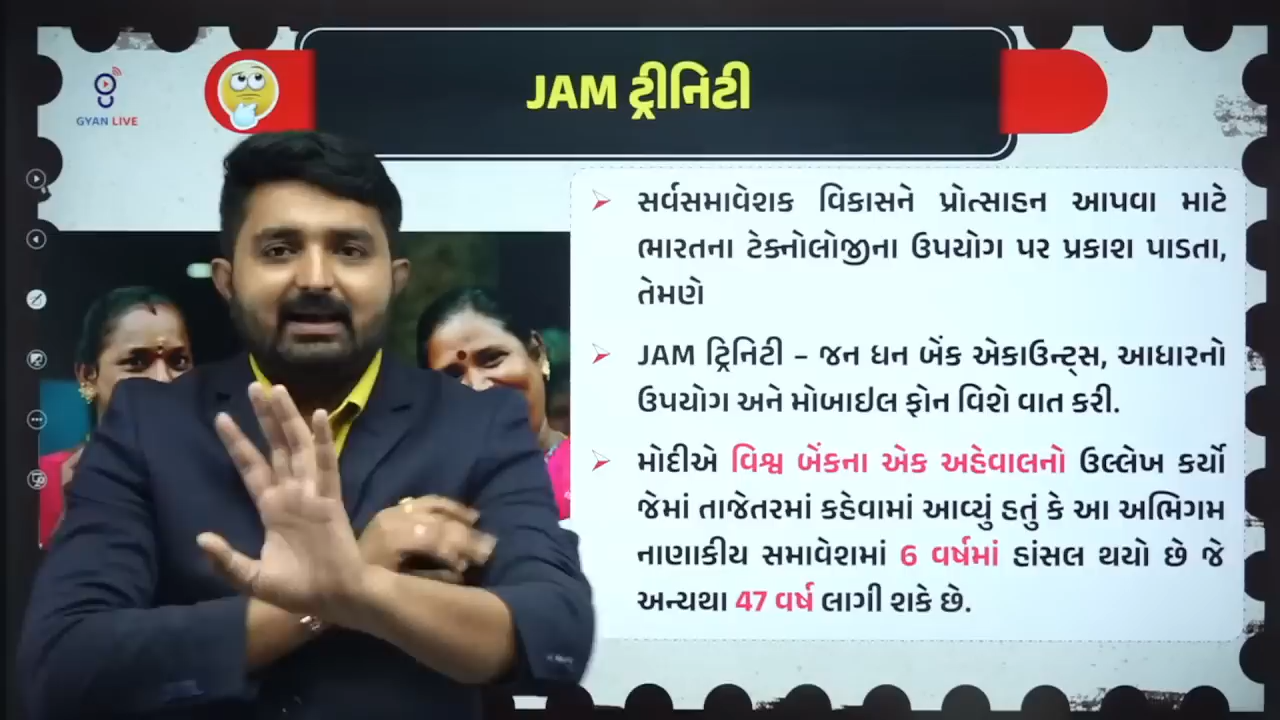 GYAN LIVE
JAM ટ્રીનિટી
સર્વસમાવેશક વિકાસને પ્રોત્સાહન આપવા માટે
ભારતના ટેક્નોલોજીના ઉપયોગ પર પ્રકાશ પાડતા,
તેમણે
JAM ટ્રિનિટી – જન ધન બેંક એકાઉન્ટ્સ, આધારનો
ઉપયોગ અને મોબાઇલ ફોન વિશે વાત કરી.
મોદીએ વિશ્વ બેંકના એક અહેવાલનો ઉલ્લેખ કર્યો
જેમાં તાજેતરમાં કહેવામાં આવ્યું હતું કે આ અભિગમ
નાણાકીય સમાવેશમાં 6 વર્ષમાં હાંસલ થયો છે જે
અન્યથા 47 વર્ષ લાગી શકે છે.